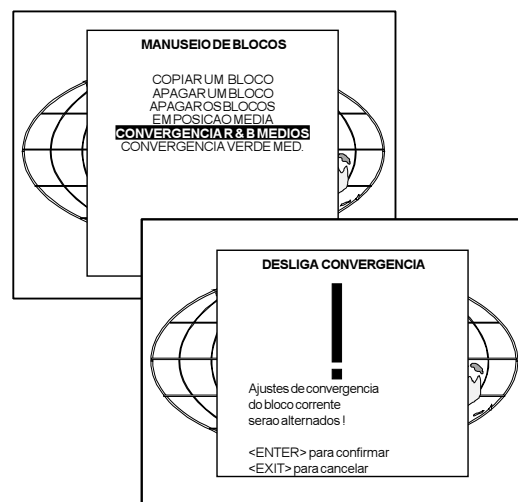 MANUSEIO DE BLOCOS
COPIAR UM BLOCO
APAGAR UM BLOCO
APAGAR OS BLOCOS
EM POSICAO MEDIA
CONVERGENCIA R & B MEDIOS
CONVERGENCIA VERDE MED.
DESLIGA CONVERGENCIA
!
Ajustes de convergencia
do bloco corrente
serao alternados !
<ENTER> para confirmar
<EXIT> para cancelar